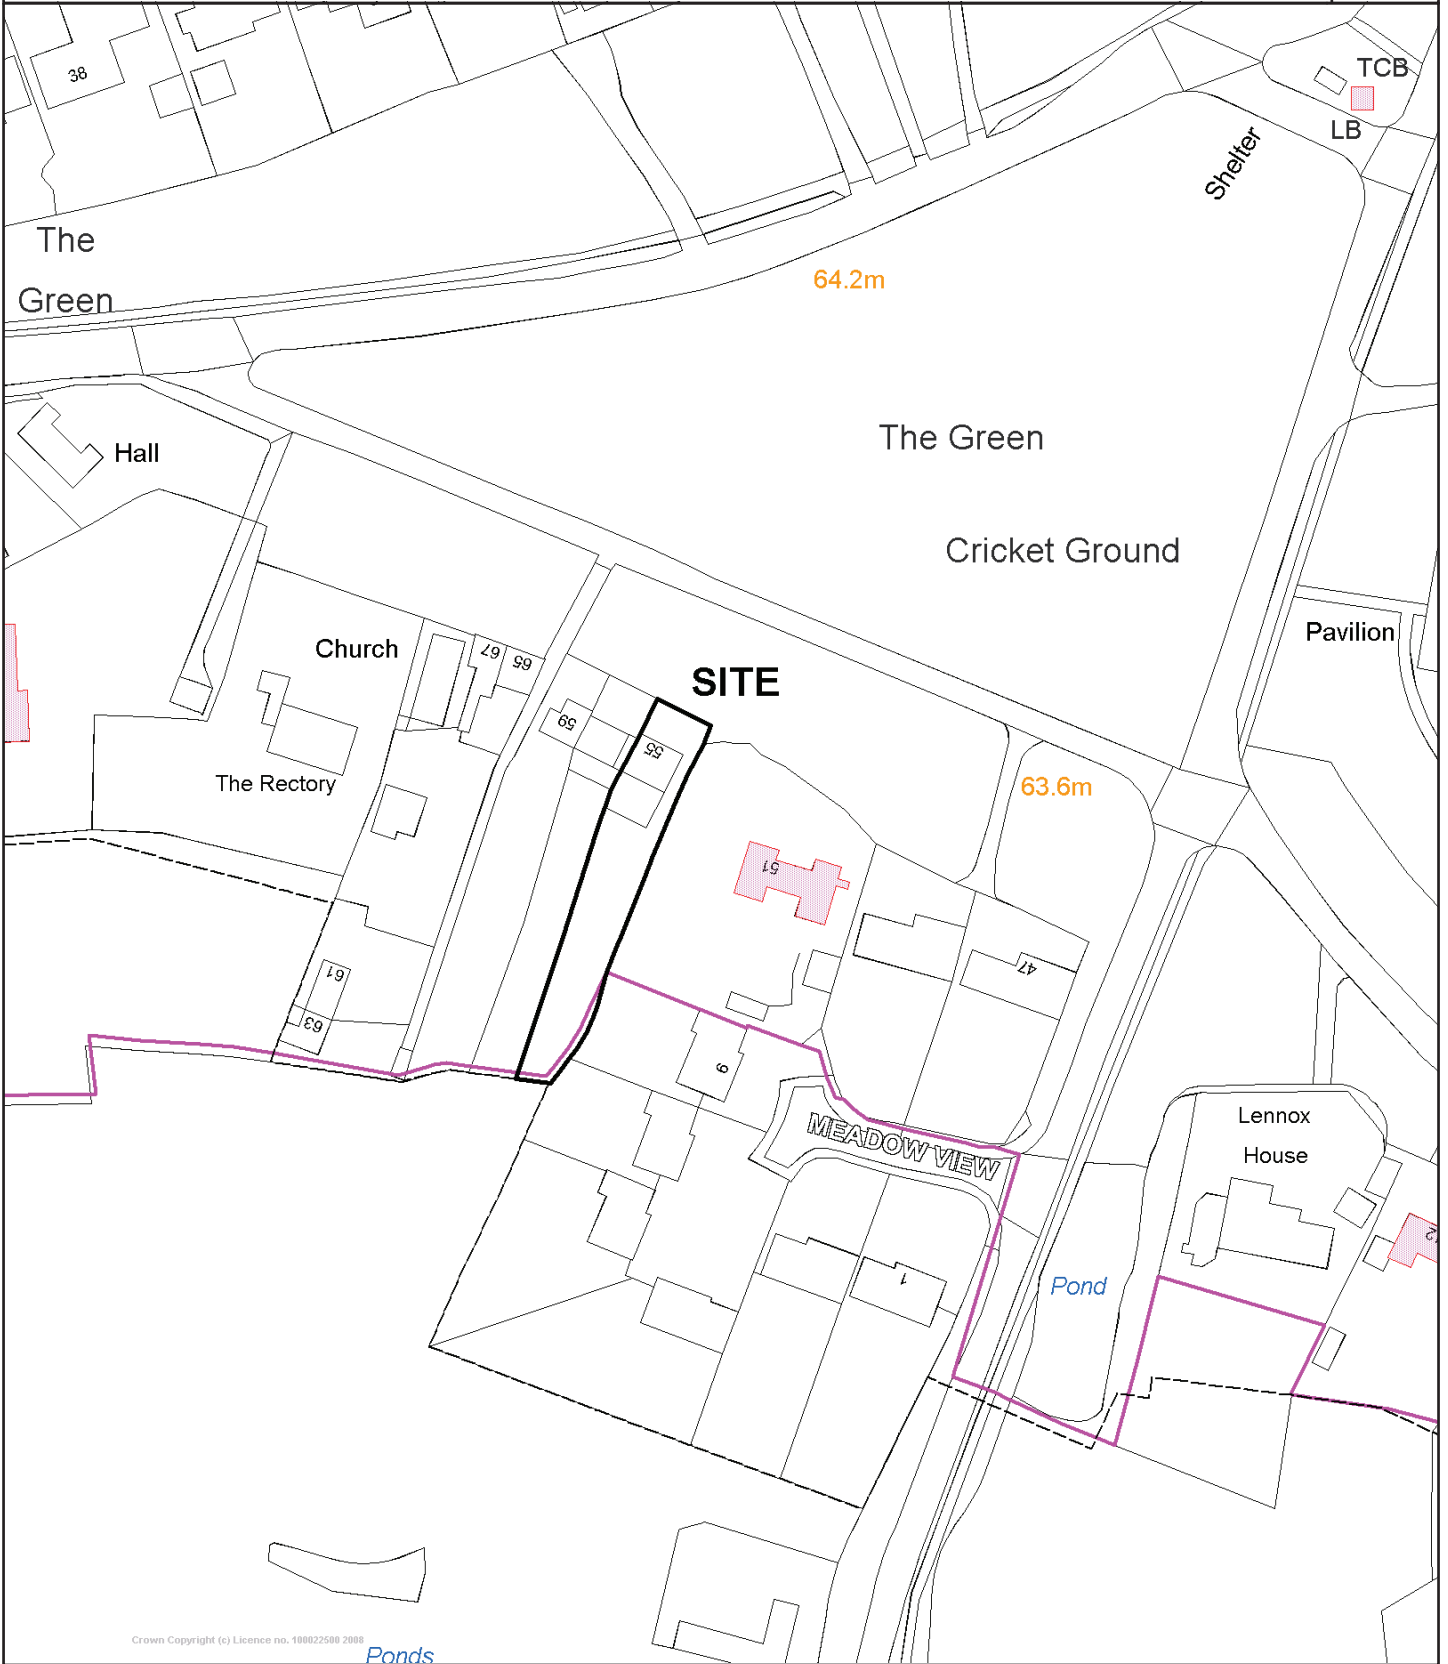 38
TCB
LB
Shelter
The
Green
64.2m
The Green
Hall
Cricket Ground
Pavilion
Church
67
65
SITE
59
55
The Rectory
63.6m
51
47
61
63
9
MEADOW VIEW
Lennox
House
1
Pond
Crown Copyright (c) Licence no. 100022500 2008
Ponds